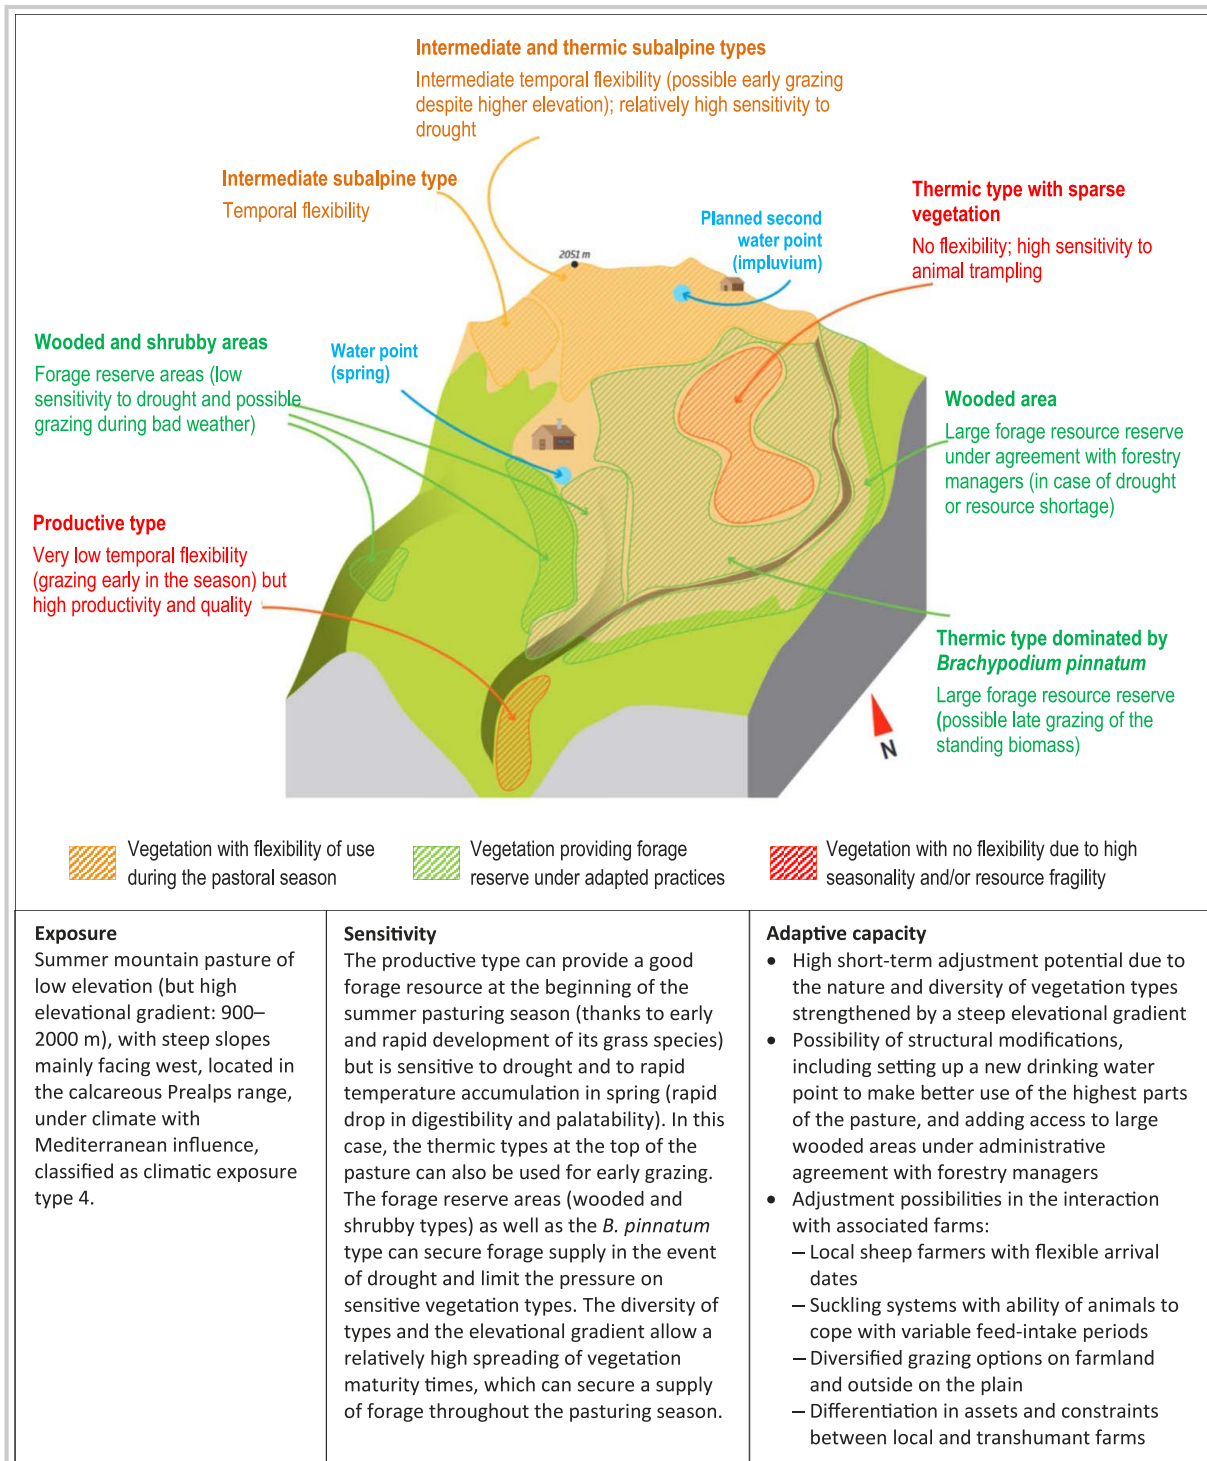 Intermediate and thermic subalpine types
Intermediate temporal flexibility (possible early grazing
despite higher elevation); relatively high sensitivity to
drought
Intermediate subalpine type
Temporal flexibility
Thermic type with sparse
vegetation
No flexibility; high sensitivity to
animal trampling
Planned second
water point
(impluvium)
2051 m
Wooded and shrubby areas
Forage reserve areas (low
sensitivity to drought and possible
grazing during bad weather)
Water point
(spring)
Wooded area
Large forage resource reserve
under agreement with forestry
managers (in case of drought
or resource shortage)
Productive type
Very low temporal flexibility
(grazing early in the season) but
high productivity and quality
Thermic type dominated by
Brachypodium pinnatum
Large forage resource reserve
(possible late grazing of the
standing biomass)
N
Vegetation with flexibility of use
during the pastoral season
Vegetation providing forage
reserve under adapted practices
Vegetation with no flexibility due to high
seasonality and/or resource fragility
Exposure
Summer mountain pasture of
low elevation (but high
elevational gradient: 900–
2000 m), with steep slopes
mainly facing west, located in
the calcareous Prealps range,
under climate with
Mediterranean influence,
classified as climatic exposure
type 4.
Sensitivity
The productive type can provide a good
forage resource at the beginning of the
summer pasturing season (thanks to early
and rapid development of its grass species)
but is sensitive to drought and to rapid
temperature accumulation in spring (rapid
drop in digestibility and palatability). In this
case, the thermic types at the top of the
pasture can also be used for early grazing.
The forage reserve areas (wooded and
shrubby types) as well as the B. pinnatum
type can secure forage supply in the event
of drought and limit the pressure on
sensitive vegetation types. The diversity of
types and the elevational gradient allow a
relatively high spreading of vegetation
maturity times, which can secure a supply
of forage throughout the pasturing season.
Adaptive capacity
• High short-term adjustment potential due to
the nature and diversity of vegetation types
strengthened by a steep elevational gradient
• Possibility of structural modifications,
including setting up a new drinking water
point to make better use of the highest parts
of the pasture, and adding access to large
wooded areas under administrative
agreement with forestry managers
• Adjustment possibilities in the interaction
with associated farms:
– Local sheep farmers with flexible arrival
dates
– Suckling systems with ability of animals to
cope with variable feed-intake periods
– Diversified grazing options on farmland
and outside on the plain
– Differentiation in assets and constraints
between local and transhumant farms